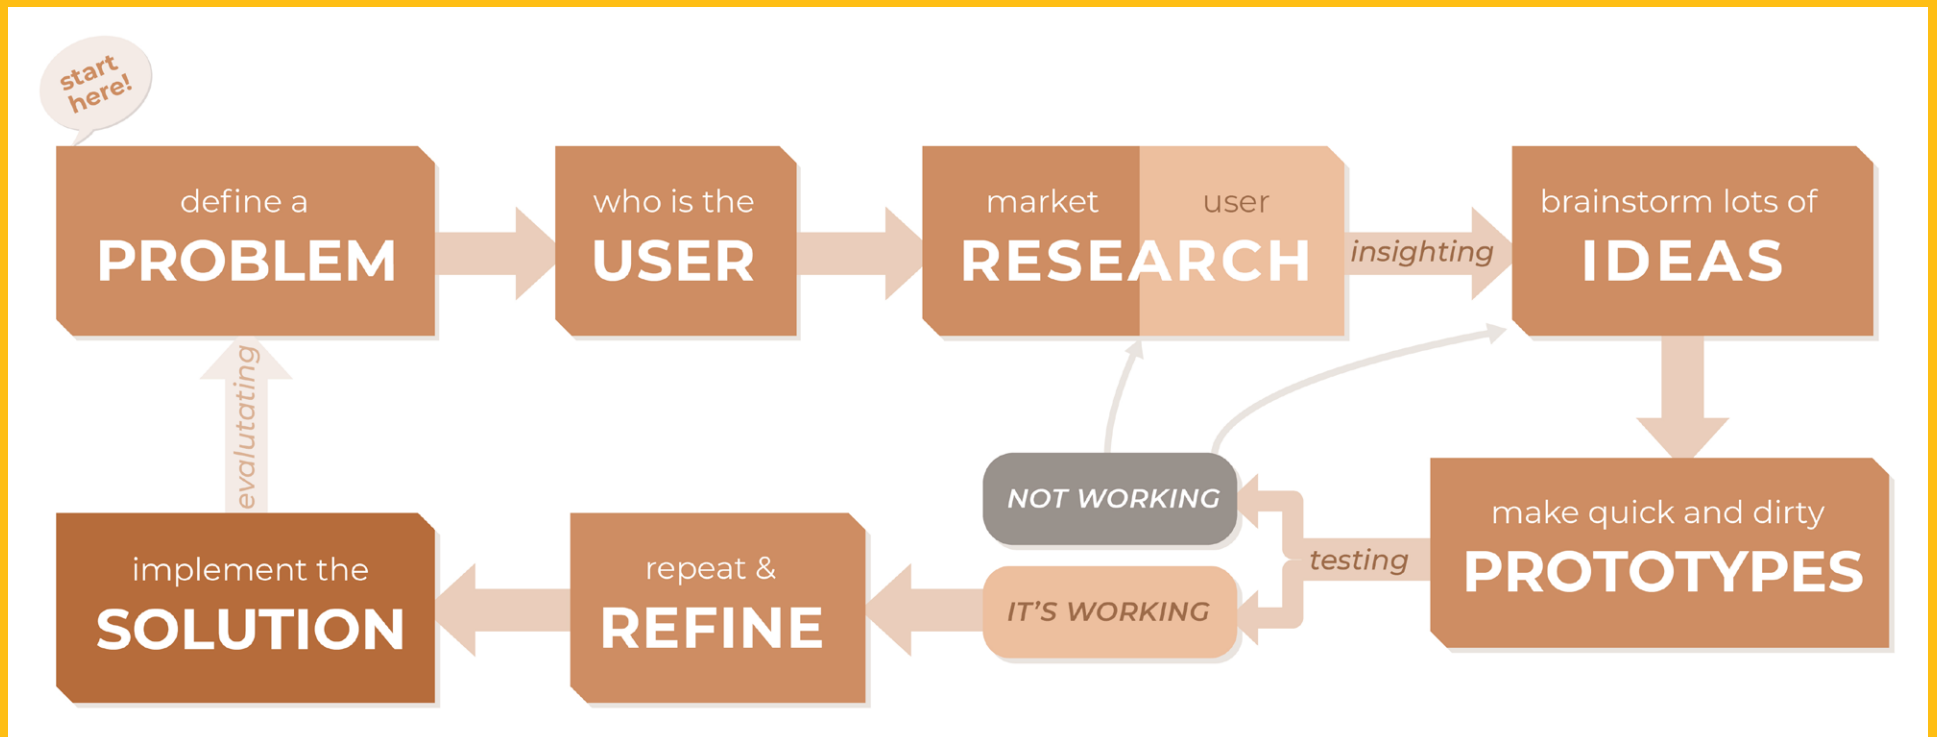 start
here!
define a
PROBLEM
who is the
USER
market
user
RESEARCH
insighting
brainstorm lots of
IDEAS
make quick and dirty
PROTOTYPES
testing
NOT WORKING
IT'S WORKING
repeat &
REFINE
implement the
SOLUTION
evalutating